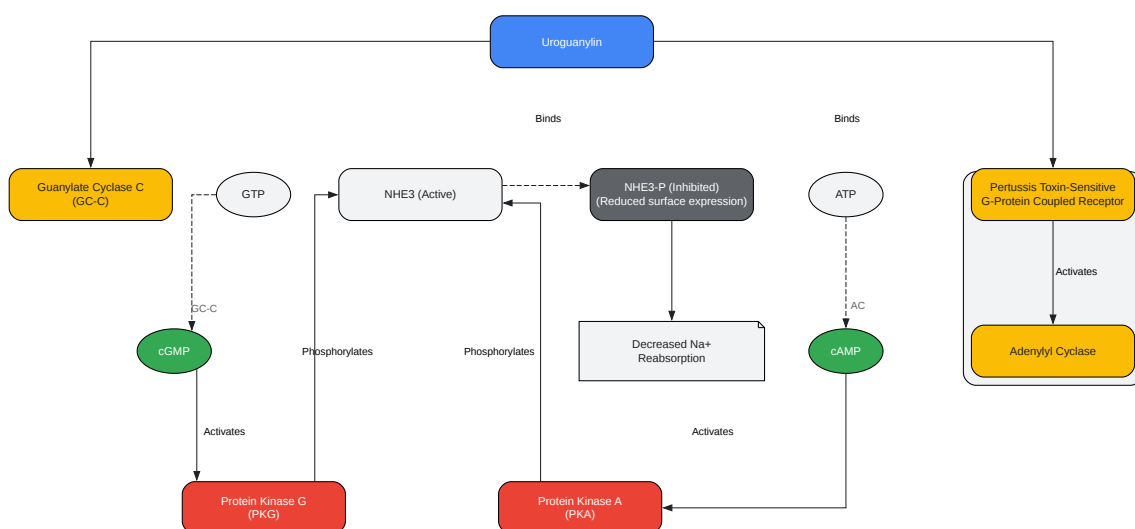 Uroguanylin
Binds
Binds
Guanylate Cyclase C
(GC-C)
GTP
NHE3 (Active)
NHE3-P (Inhibited)
(Reduced surface expression)
ATP
Pertussis Toxin-Sensitive
G-Protein Coupled Receptor
Activates
GC-C
AC
cGMP
Phosphorylates
Phosphorylates
Decreased Na+
Reabsorption
cAMP
Adenylyl Cyclase
Activates
Activates
Protein Kinase G
(PKG)
Protein Kinase A
(PKA)